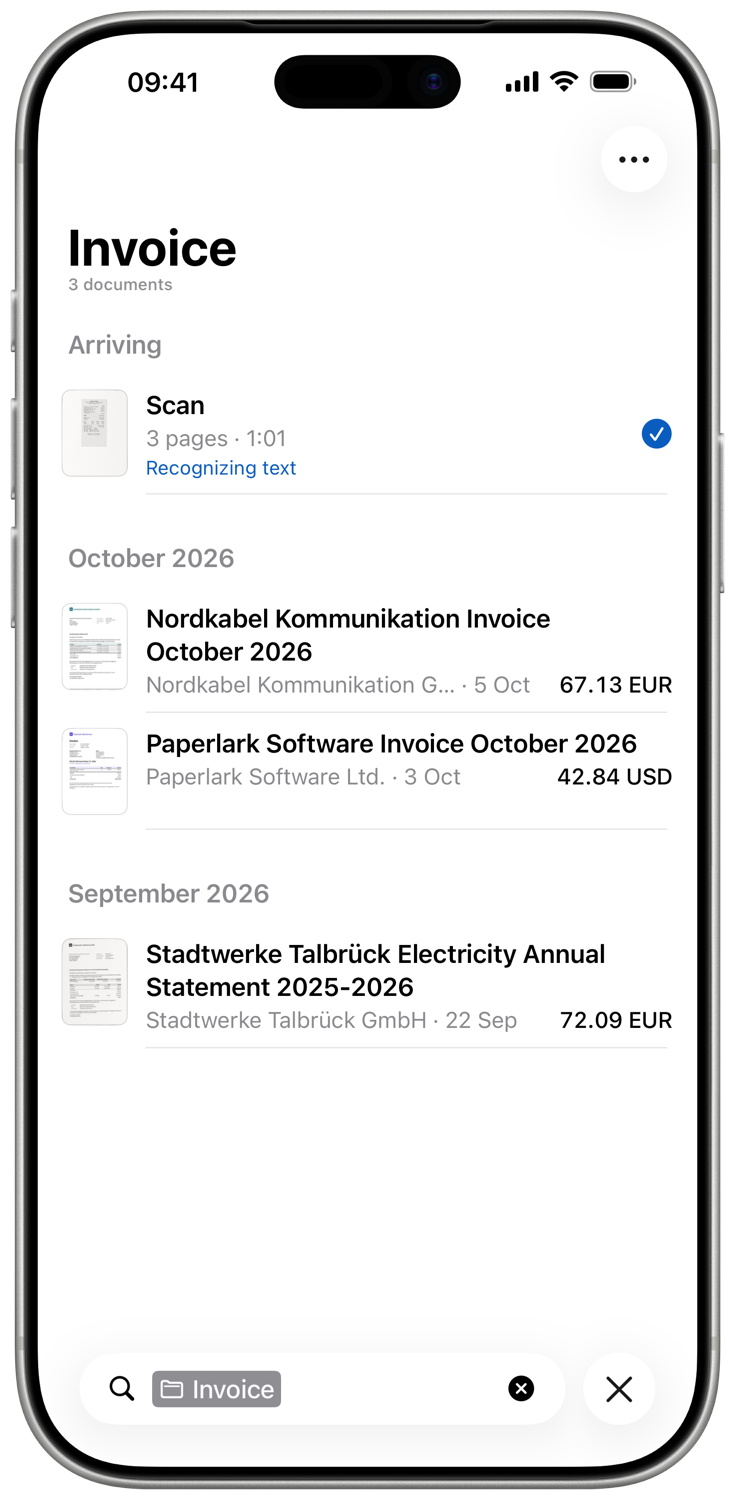 09:41
Invoice
3 documents
Arriving
Scan
3 pages · 1:01
Recognizing text
October 2026
Nordkabel Kommunikation Invoice
October 2026
Nordkabel Kommunikation G... · 5 Oct 67.13 EUR
Paperlark Software Invoice October 2026
Paperlark Software Ltd. · 3 Oct 42.84 USD
September 2026
Stadtwerke Talbrück Electricity Annual
Statement 2025-2026
Stadtwerke Talbrück GmbH · 22 Sep 72.09 EUR
Invoice